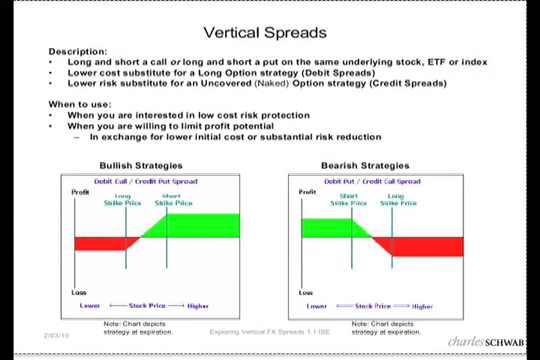 Vertical Spreads
Description:
• Long and short a call or long and short a put on the same underlying stock, ETF or index
• Lower cost substitute for a Long Option strategy (Debit Spreads)
• Lower risk substitute for an Uncovered (Naked) Option strategy (Credit Spreads)
When to use:
• When you are interested in low cost risk protection
• When you are willing to limit profit potential
– In exchange for lower initial cost or substantial risk reduction
Bullish Strategies
Debit Call / Credit Put Spread
Profit
Long
Strike Price
Short
Strike Price
Loss
Lower <— Stock Price —> Higher
Note: Chart depicts
strategy at expiration.
Bearish Strategies
Debit Put / Credit Call Spread
Profit
Short
Strike Price
Long
Strike Price
Loss
Lower <— Stock Price —> Higher
Note: Chart depicts
strategy at expiration.
2/03/10
Exploring Vertical FX Spreads 1.1 ISE
charles SCHWAB